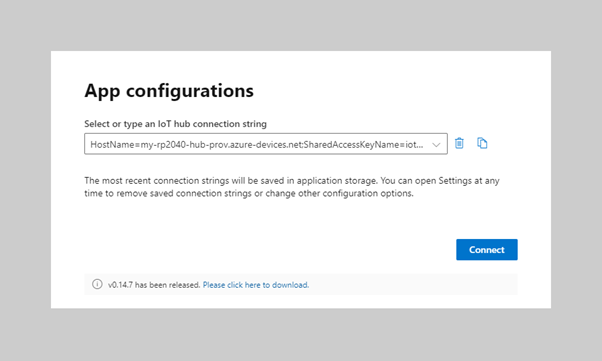 App configurations
Select or type an IoT hub connection string
HostName=my-rp2040-hub-prov.azure-devices.net;SharedAccessKeyName=iot...
The most recent connection strings will be saved in application storage. You can open Settings at any
time to remove saved connection strings or change other configuration options.
Connect
v0.14.7 has been released. Please click here to download.